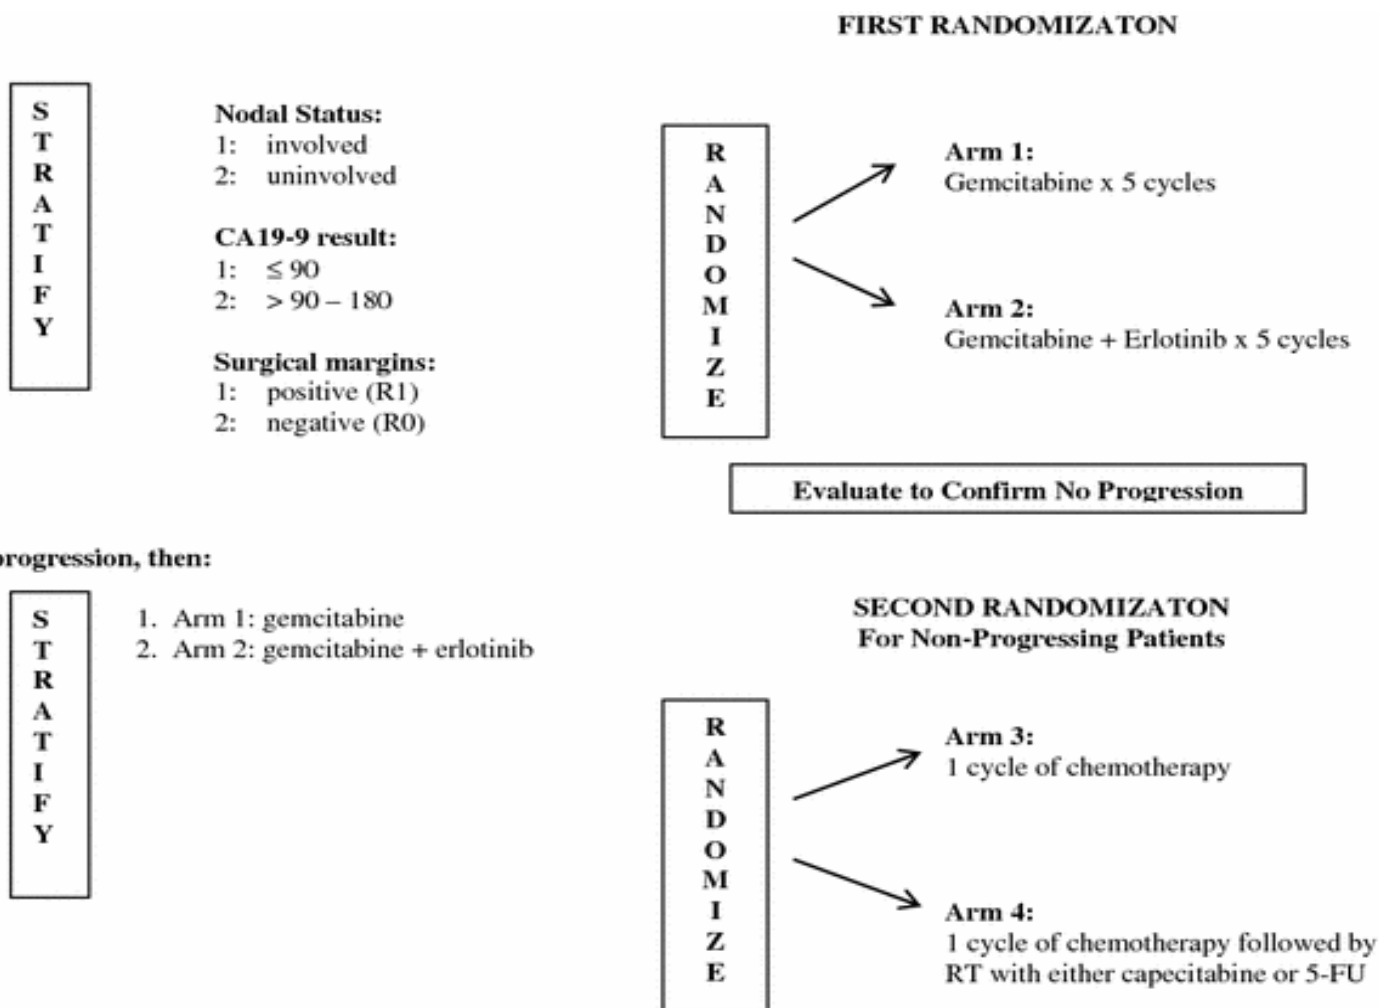 FIRST RANDOMIZATON
STRATIFY
Nodal Status:
1: involved
2: uninvolved
CA19-9 result:
1: ≤ 90
2: > 90 – 180
Surgical margins:
1: positive (R1)
2: negative (R0)
RANDOMIZE
Arm 1:
Gemcitabine x 5 cycles
Arm 2:
Gemcitabine + Erlotinib x 5 cycles
Evaluate to Confirm No Progression
progression, then:
STRATIFY
1. Arm 1: gemcitabine
2. Arm 2: gemcitabine + erlotinib
SECOND RANDOMIZATON
For Non-Progressing Patients
RANDOMIZE
Arm 3:
1 cycle of chemotherapy
Arm 4:
1 cycle of chemotherapy followed by
RT with either capecitabine or 5-FU